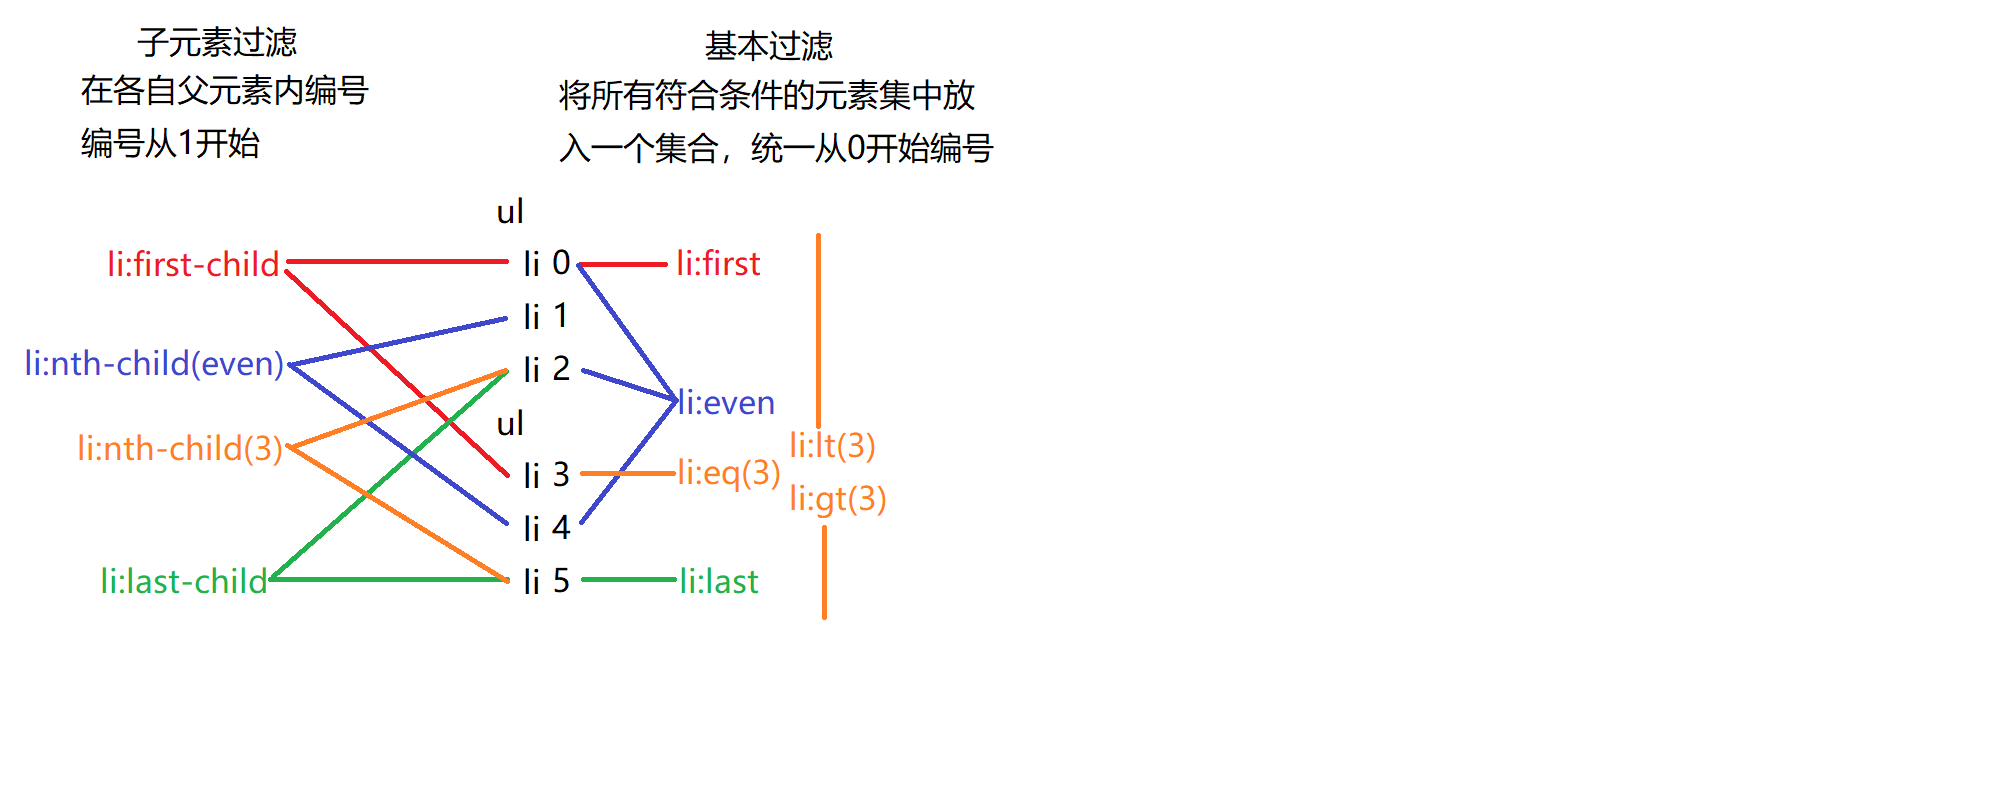 子元素过滤
在各自父元素内编号
编号从1开始
基本过滤
将所有符合条件的元素集中放
入一个集合，统一从0开始编号
ul
li:first-child
li 0
li:first
li 1
li:nth-child(even)
li 2
li:even
ul
li:nth-child(3)
li:lt(3)
li 3
li:eq(3)
li:gt(3)
li 4
li:last-child
li 5
li:last